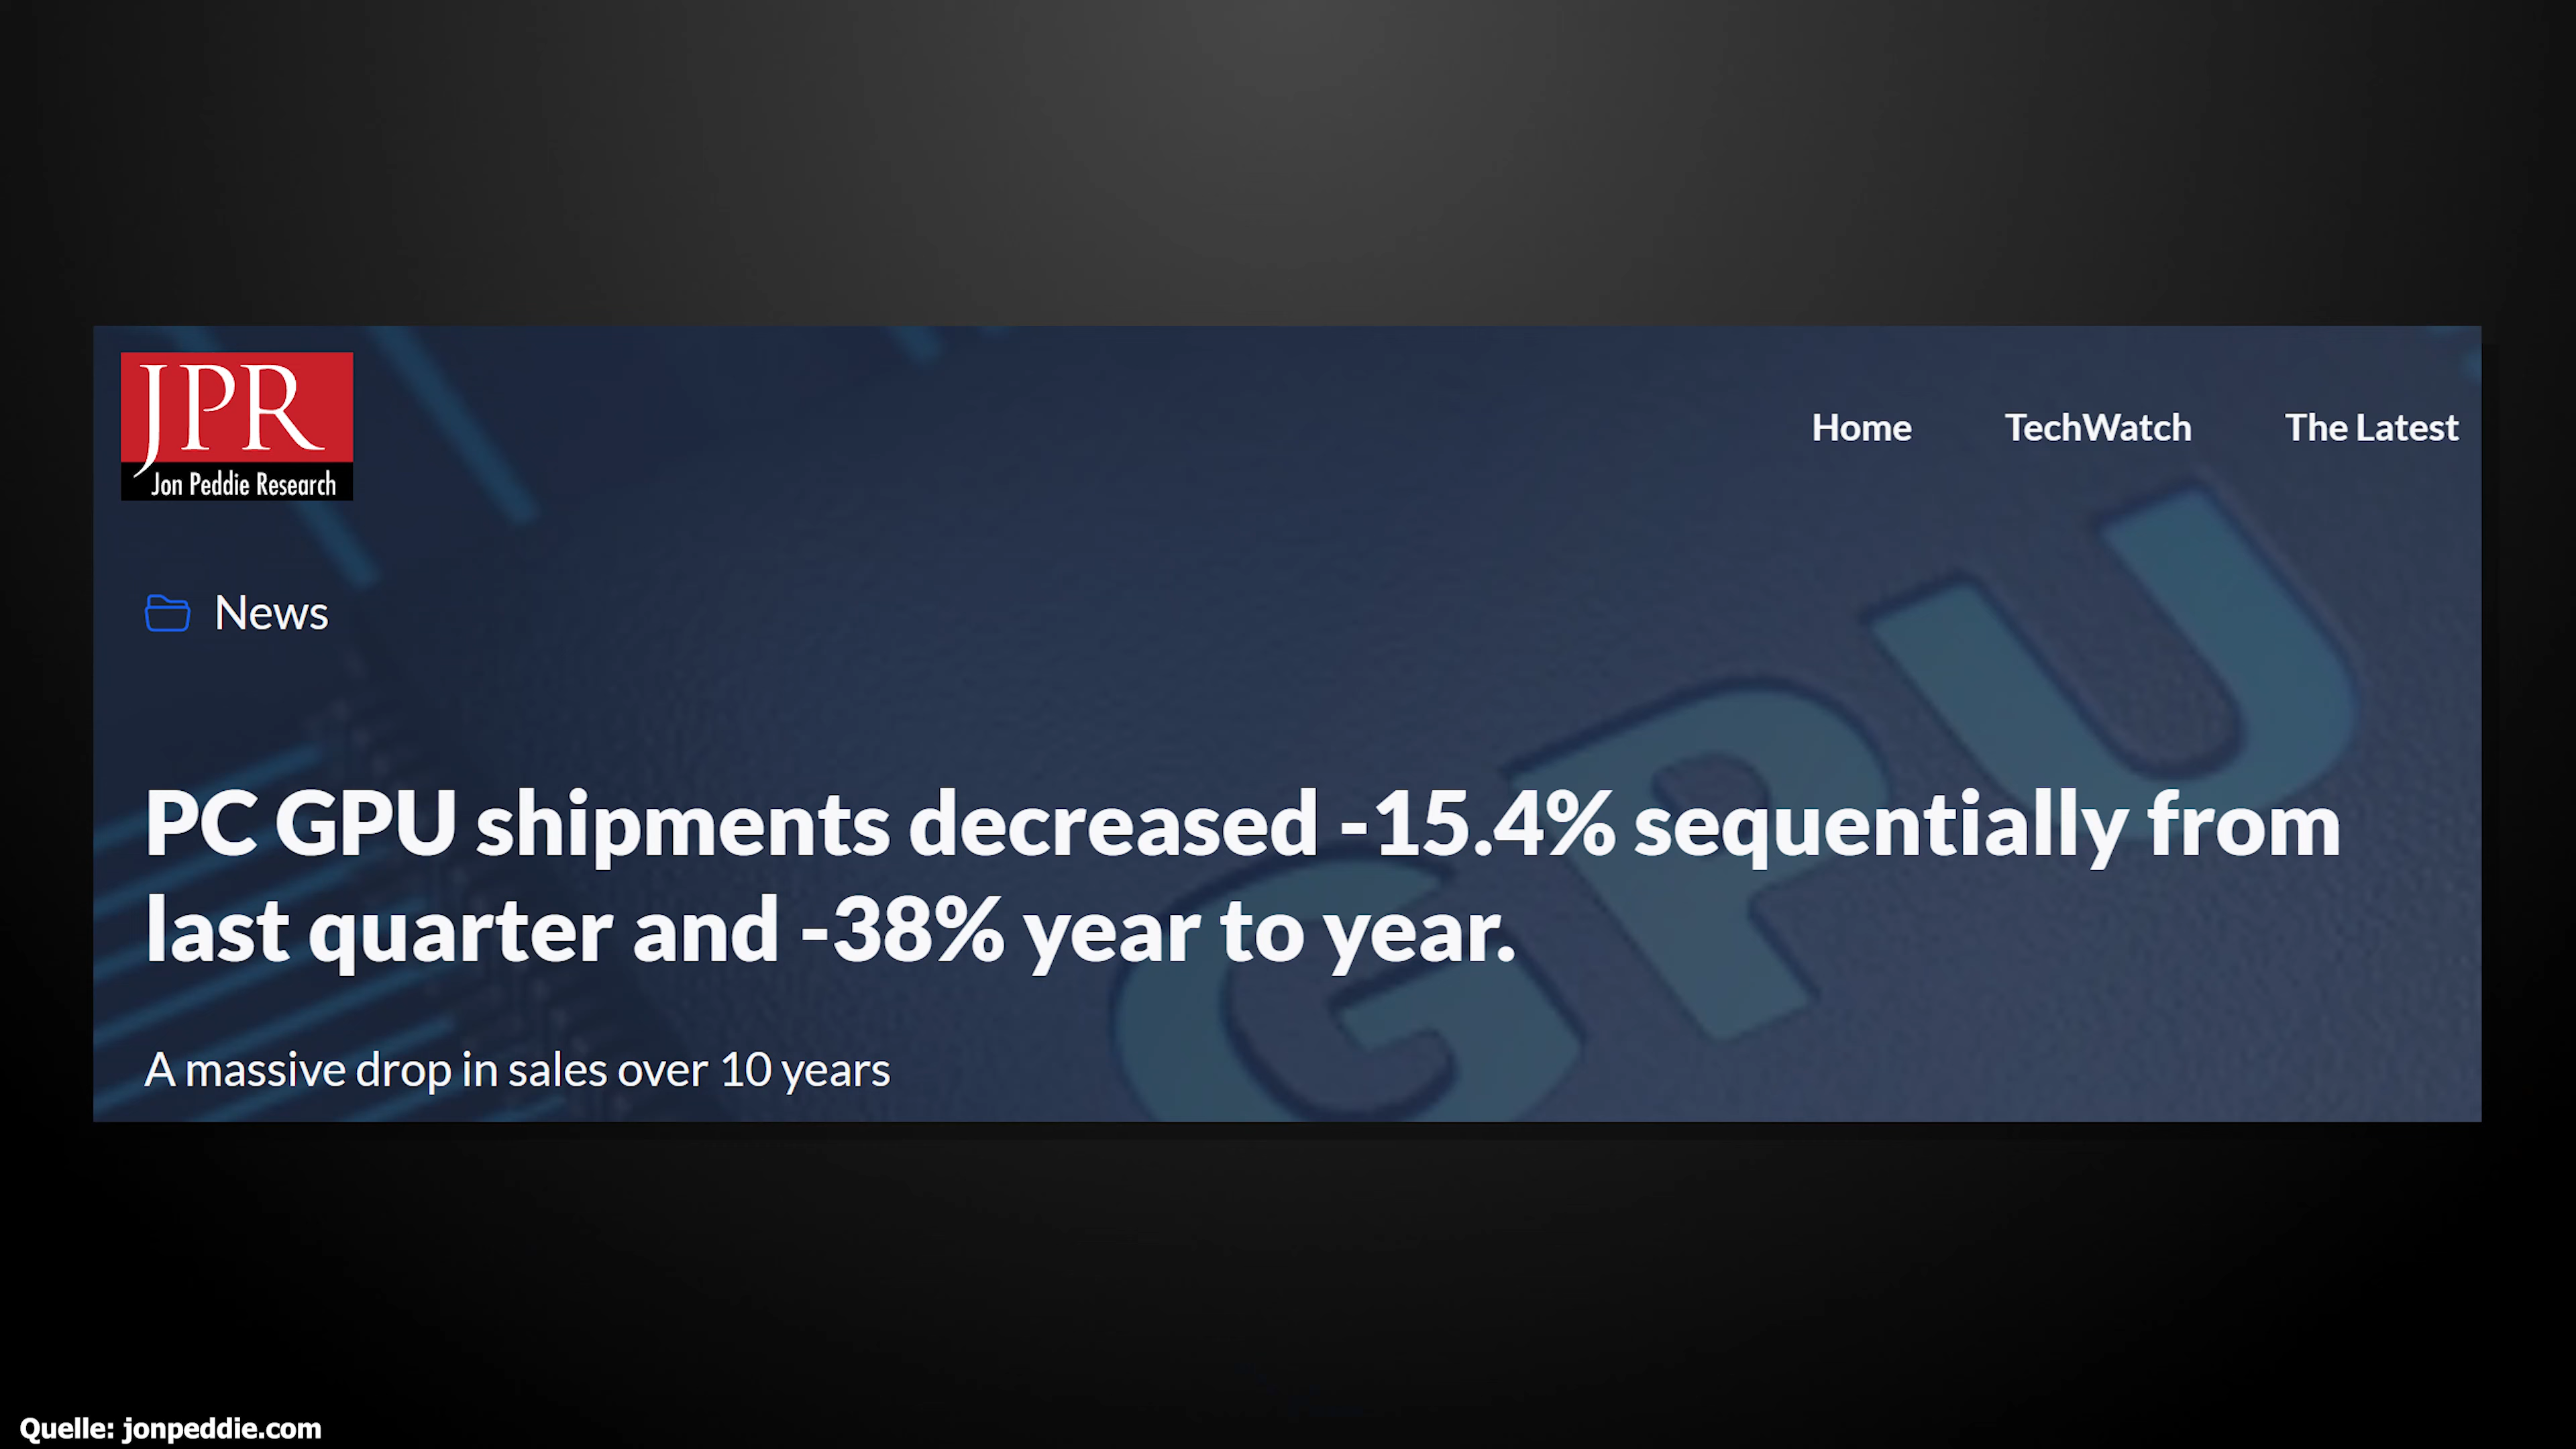 JPR
Jon Peddie Research
Home TechWatch The Latest
News
PC GPU shipments decreased -15.4% sequentially from
last quarter and -38% year to year.
A massive drop in sales over 10 years
GPU
Quelle: jonpeddie.com